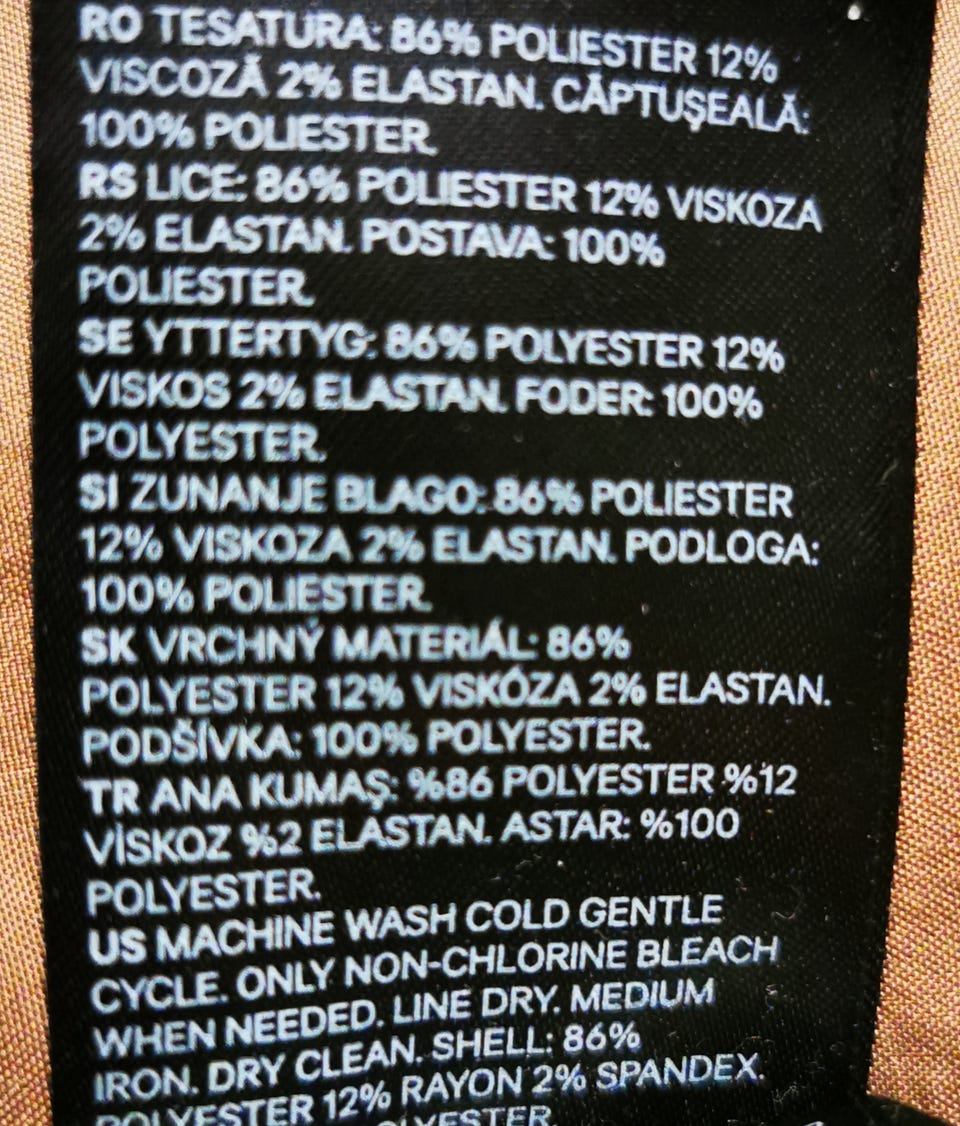 RO TESATURA: 86% POLIESTER 12%
VISCOZĂ 2% ELASTAN. CĂPTUŞEALĂ:
100% POLIESTER.
RS LICE: 86% POLIESTER 12% VISKOZA
2% ELASTAN. POSTAVA: 100%
POLIESTER.
SE YTTERTYG: 86% POLYESTER 12%
VISKOS 2% ELASTAN. FODER: 100%
POLYESTER.
SI ZUNANJE BLAGO: 86% POLIESTER
12% VISKOZA 2% ELASTAN. PODLOGA:
100% POLIESTER.
SK VRCHNÝ MATERIÁL: 86%
POLYESTER 12% VISKÓZA 2% ELASTAN.
PODŠÍVKA: 100% POLYESTER.
TR ANA KUMAŞ: %86 POLYESTER %12
VİSKOZ %2 ELASTAN. ASTAR: %100
POLYESTER.
US MACHINE WASH COLD GENTLE
CYCLE. ONLY NON-CHLORINE BLEACH
WHEN NEEDED. LINE DRY. MEDIUM
IRON. DRY CLEAN. SHELL: 86%
POLYESTER 12% RAYON 2% SPANDEX.
POLYESTER.